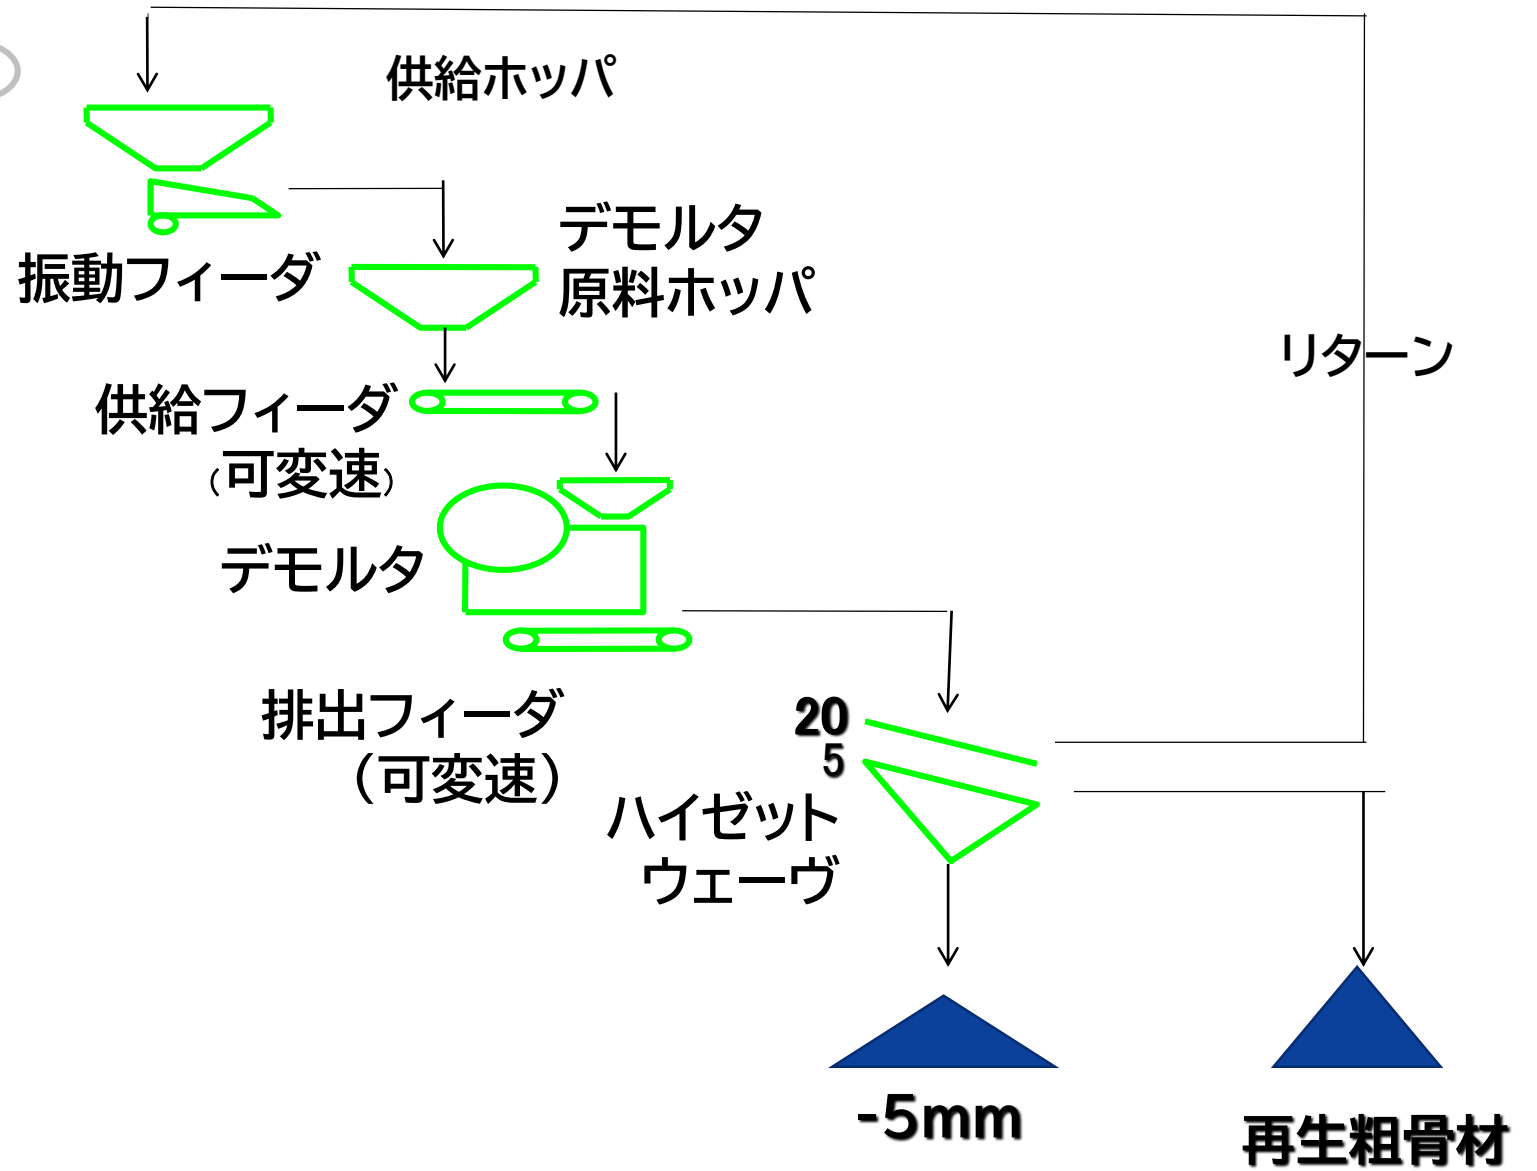 供給ホッパ
振動フィーダ
デモルタ
原料ホッパ
リターン
供給フィーダ
（可変速）
デモルタ
排出フィーダ
（可変速）
20
5
ハイゼット
ウェーヴ
-5mm
再生粗骨材